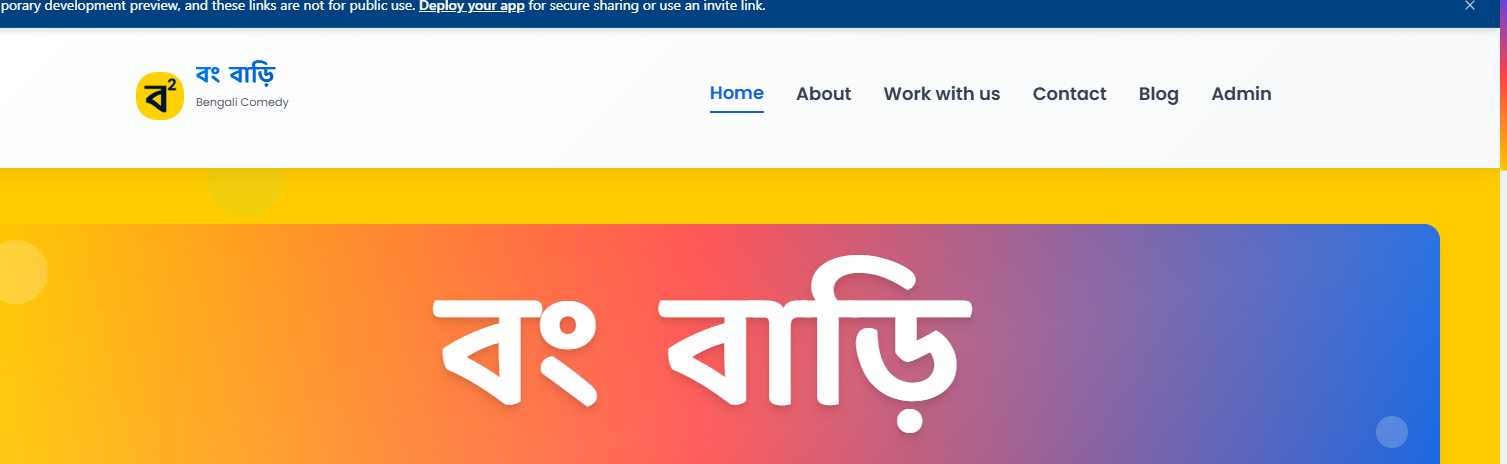 porary development preview, and these links are not for public use. Deploy your app for secure sharing or use an invite link.
ব2
বং বাড়ি
Bengali Comedy
Home About Work with us Contact Blog Admin
বং বাড়ি